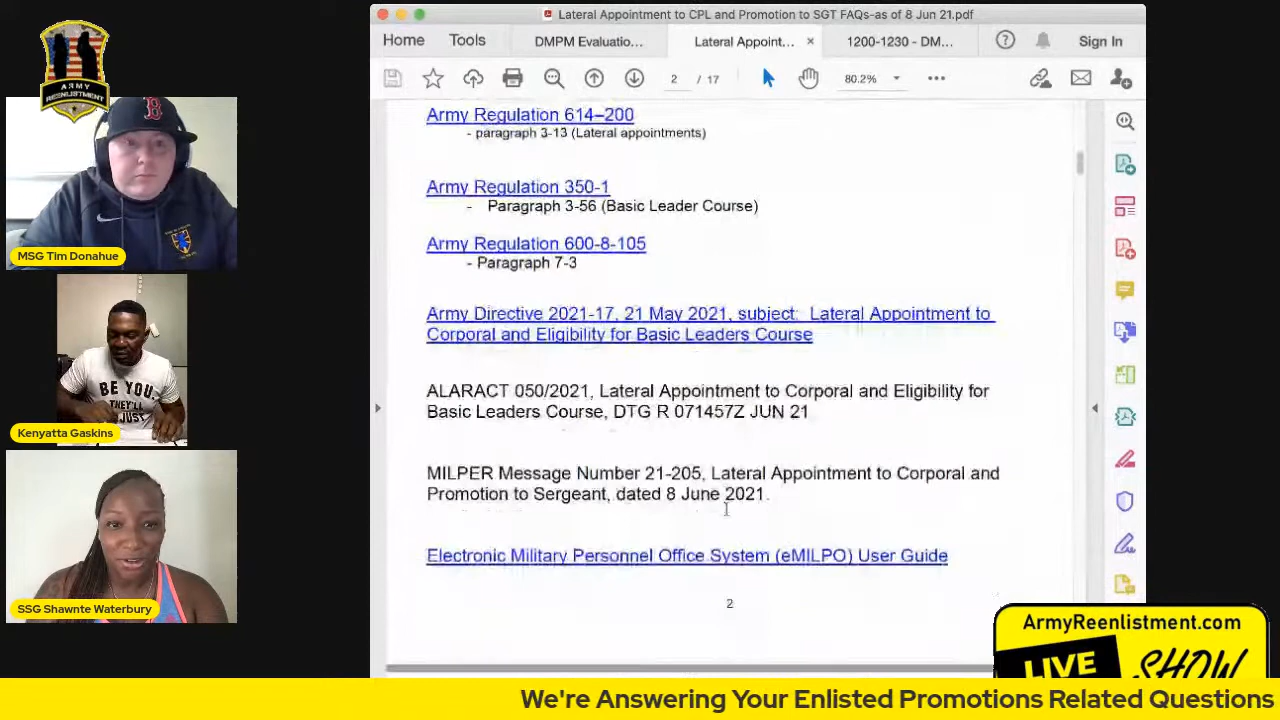 Lateral Appointment to CPL and Promotion to SGT FAQs-as of 8 Jun 21.pdf
Home
Tools
DMPM Evaluatio...
Lateral Appoint...
×
1200-1230 - DM...
Sign In
2 / 17
80.2%
Army Regulation 614–200
- paragraph 3-13 (Lateral appointments)
Army Regulation 350-1
- Paragraph 3-56 (Basic Leader Course)
Army Regulation 600-8-105
- Paragraph 7-3
Army Directive 2021-17, 21 May 2021, subject: Lateral Appointment to
Corporal and Eligibility for Basic Leaders Course
ALARACT 050/2021, Lateral Appointment to Corporal and Eligibility for
Basic Leaders Course, DTG R 071457Z JUN 21
MILPER Message Number 21-205, Lateral Appointment to Corporal and
Promotion to Sergeant, dated 8 June 2021.
Electronic Military Personnel Office System (eMILPO) User Guide
2
ARMY
REENLISTMENT
B
MSG Tim Donahue
BE YOU.
THEY'LL
JUST
Kenyatta Gaskins
SSG Shawnte Waterbury
ArmyReenlistment.com
LIVE
SHOW
We're Answering Your Enlisted Promotions Related Questions